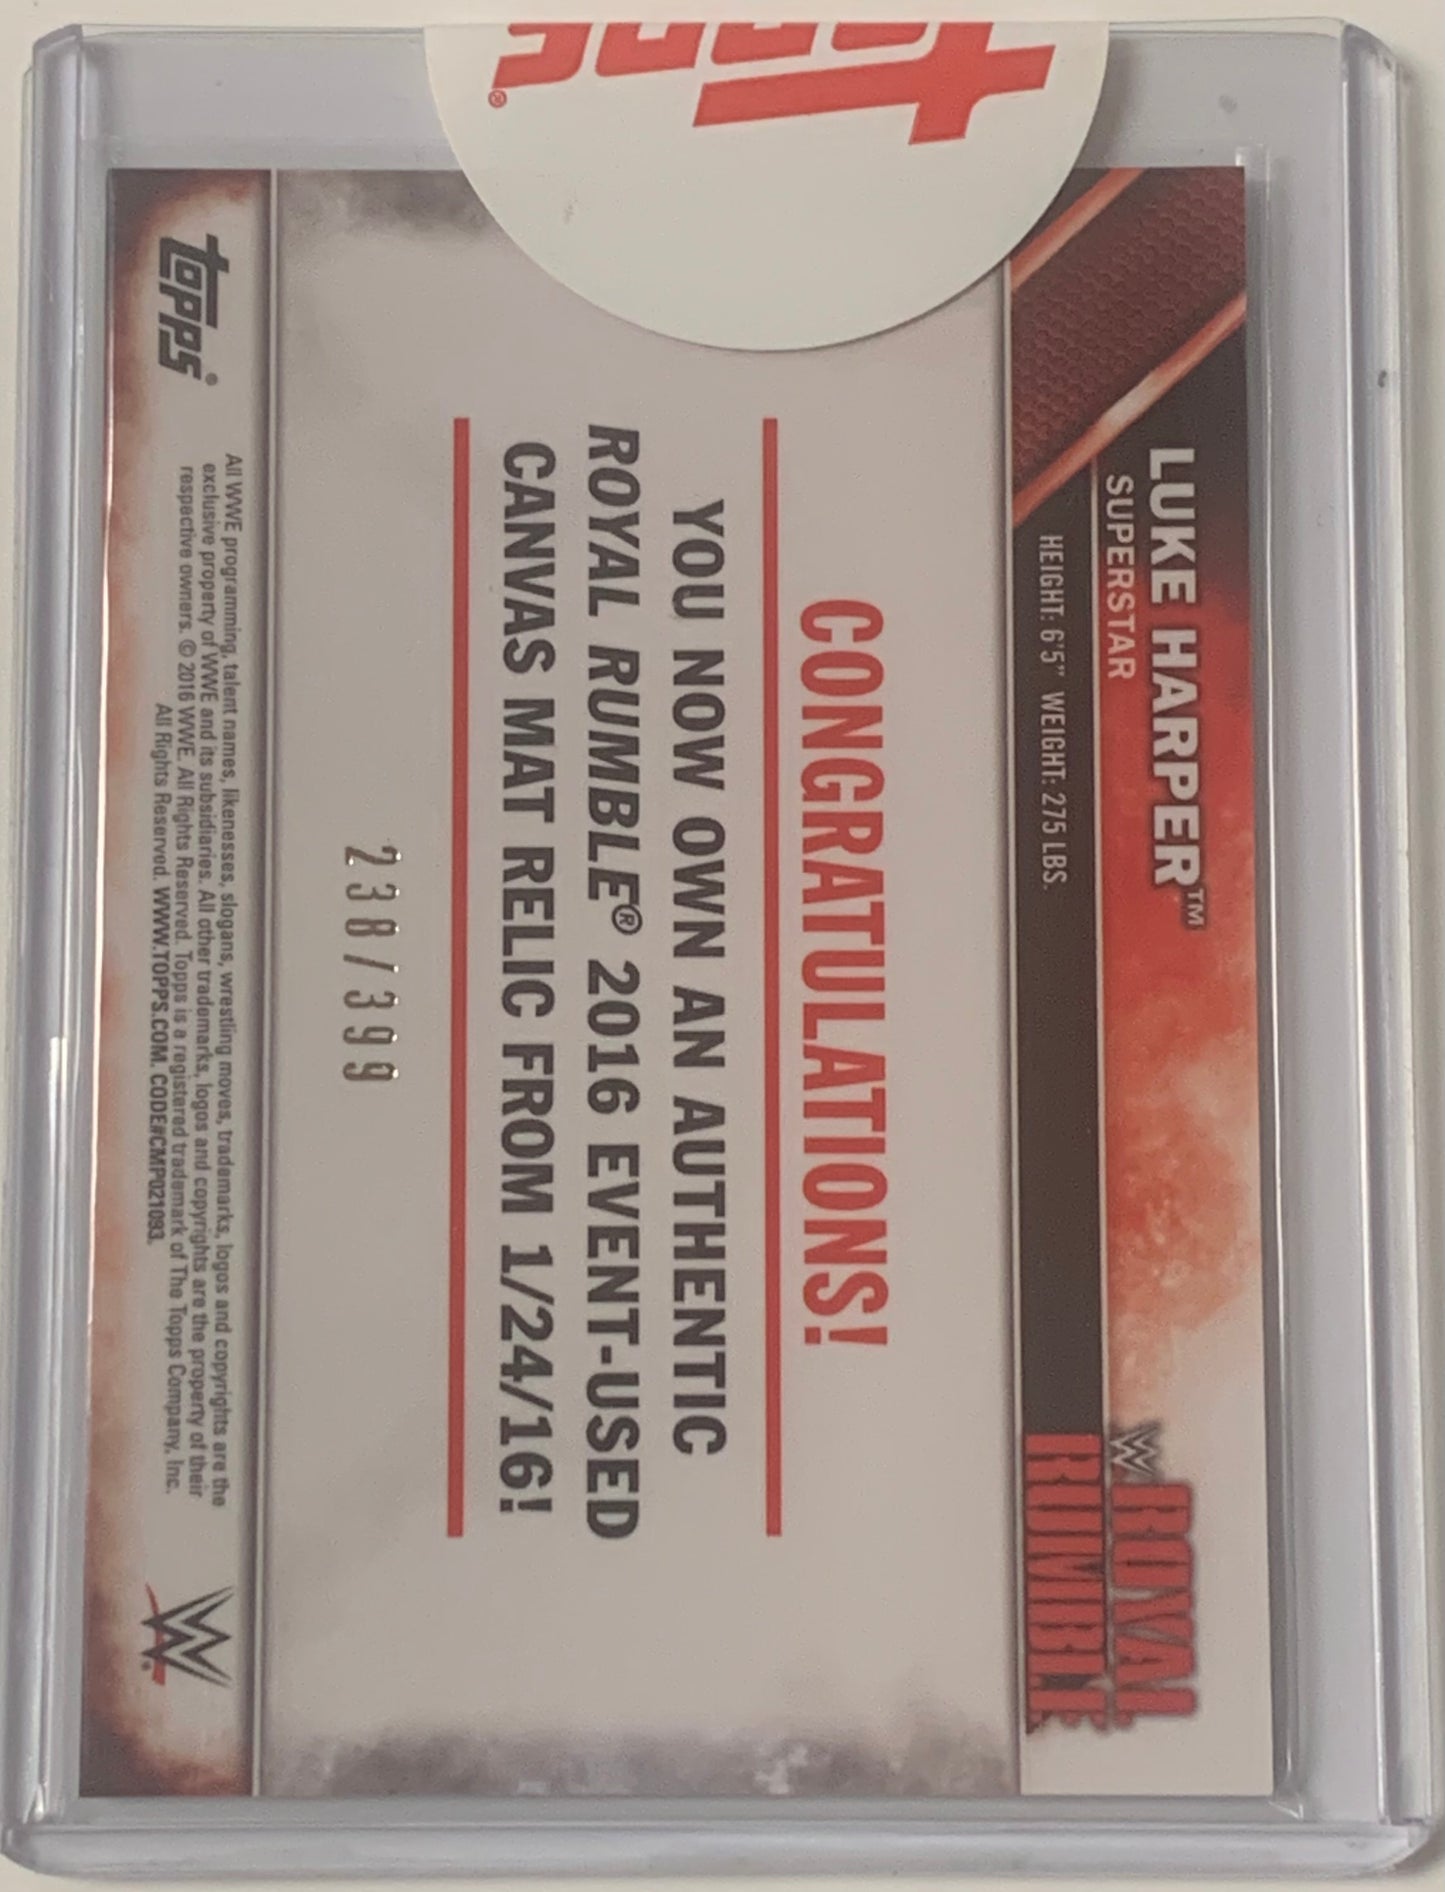 topps®
LUKE HARPER™
SUPERSTAR
HEIGHT: 6'5" WEIGHT: 275 LBS.
W ROYAL
RUMBLE
CONGRATULATIONS!
YOU NOW OWN AN AUTHENTIC
ROYAL RUMBLE® 2016 EVENT-USED
CANVAS MAT RELIC FROM 1/24/16!
238/399
topps®
All WWE programming, talent names, likenesses, slogans, wrestling moves, trademarks, logos and copyrights are the
exclusive property of WWE and its subsidiaries. All other trademarks, logos and copyrights are the property of their
respective owners. © 2016 WWE. All Rights Reserved. Topps is a registered trademark of The Topps Company, Inc.
All Rights Reserved. WWW.TOPPS.COM. CODE#CMP021093.
W®